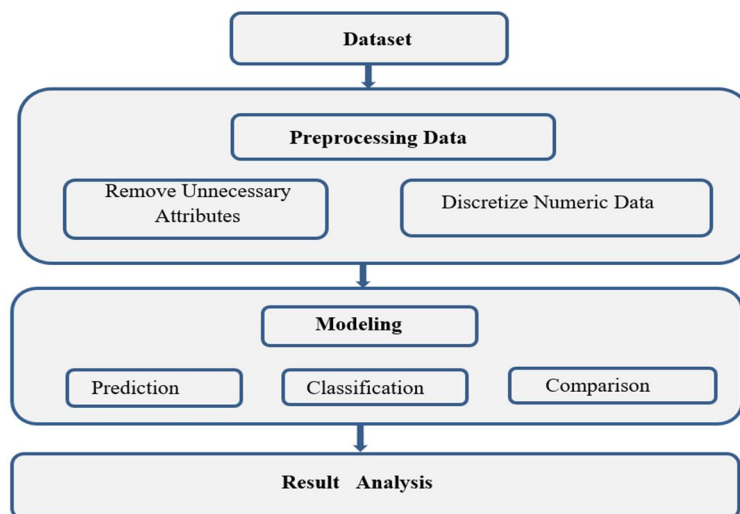 Dataset
Preprocessing Data
Remove Unnecessary
Attributes
Discretize Numeric Data
Modeling
Prediction
Classification
Comparison
Result Analysis